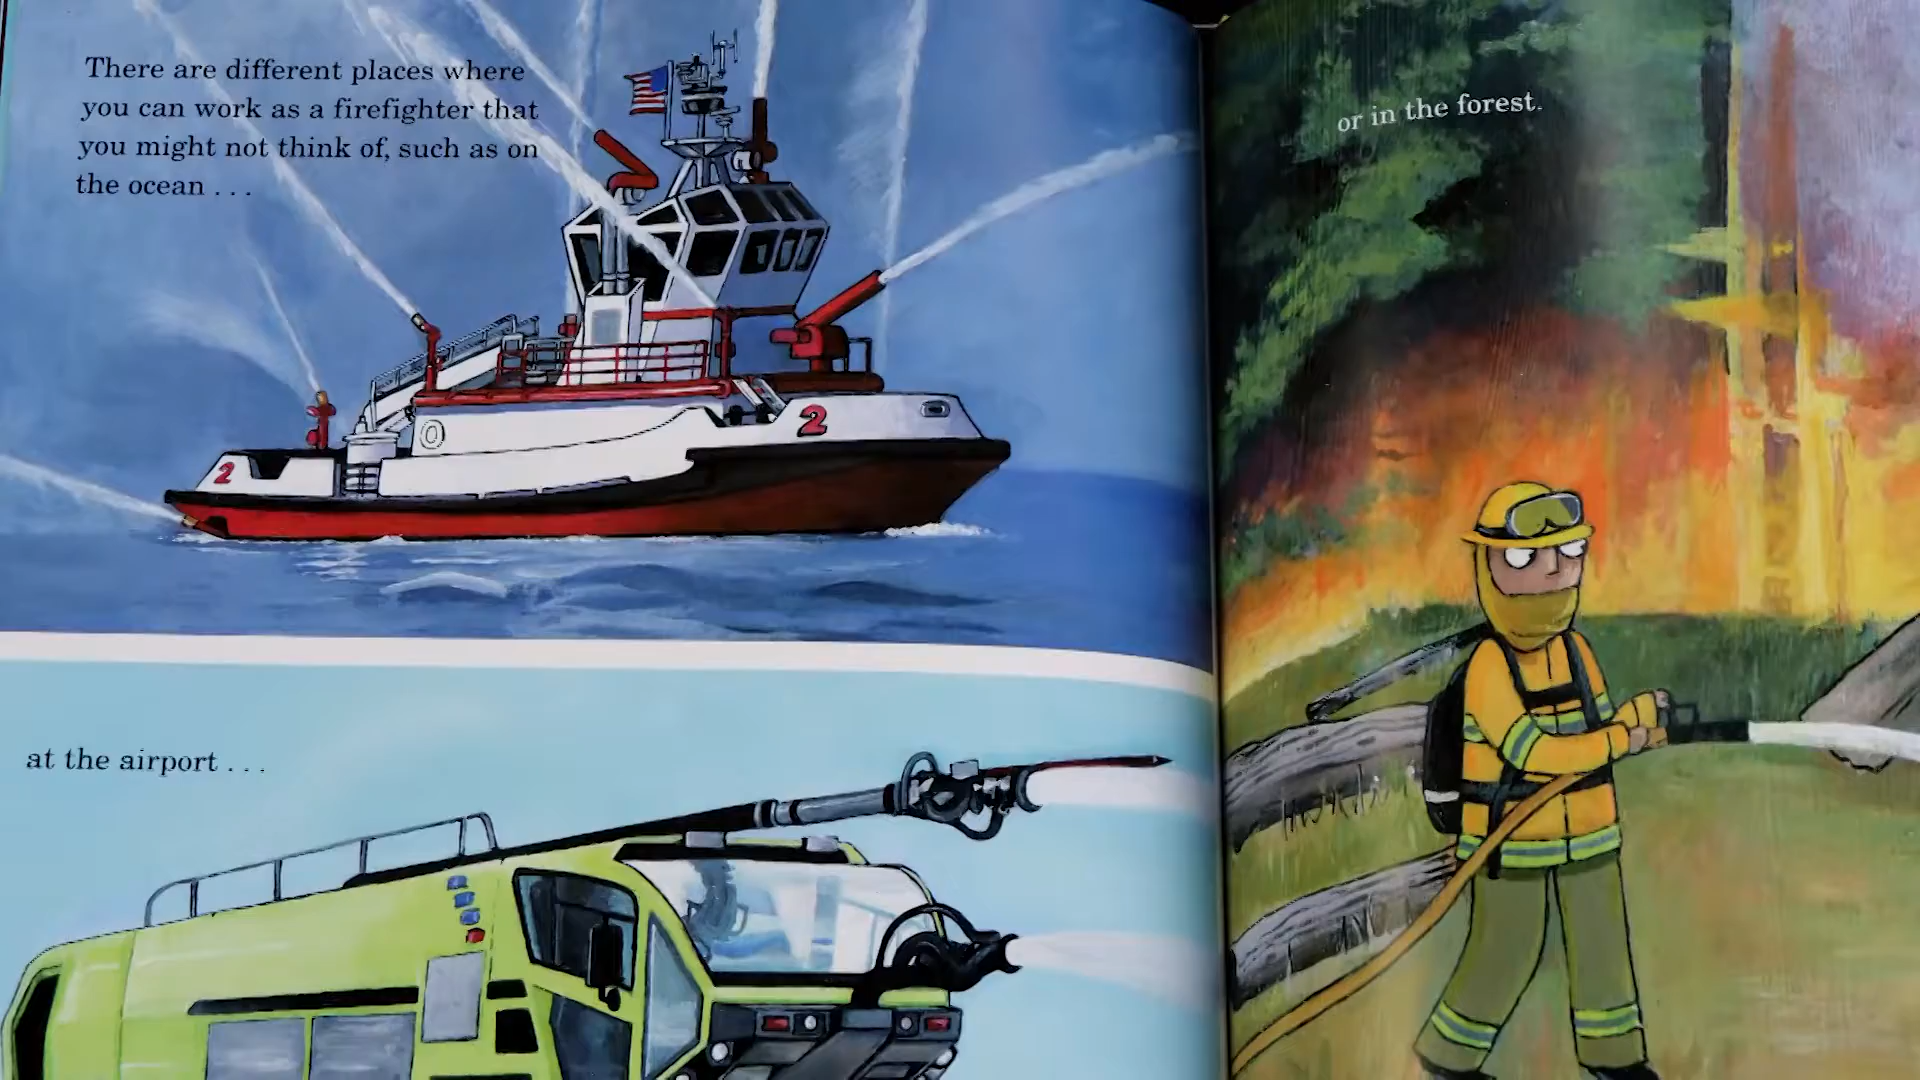 There are different places where
you can work as a firefighter that
you might not think of, such as on
the ocean . . .
2
2
at the airport . . .
or in the forest.